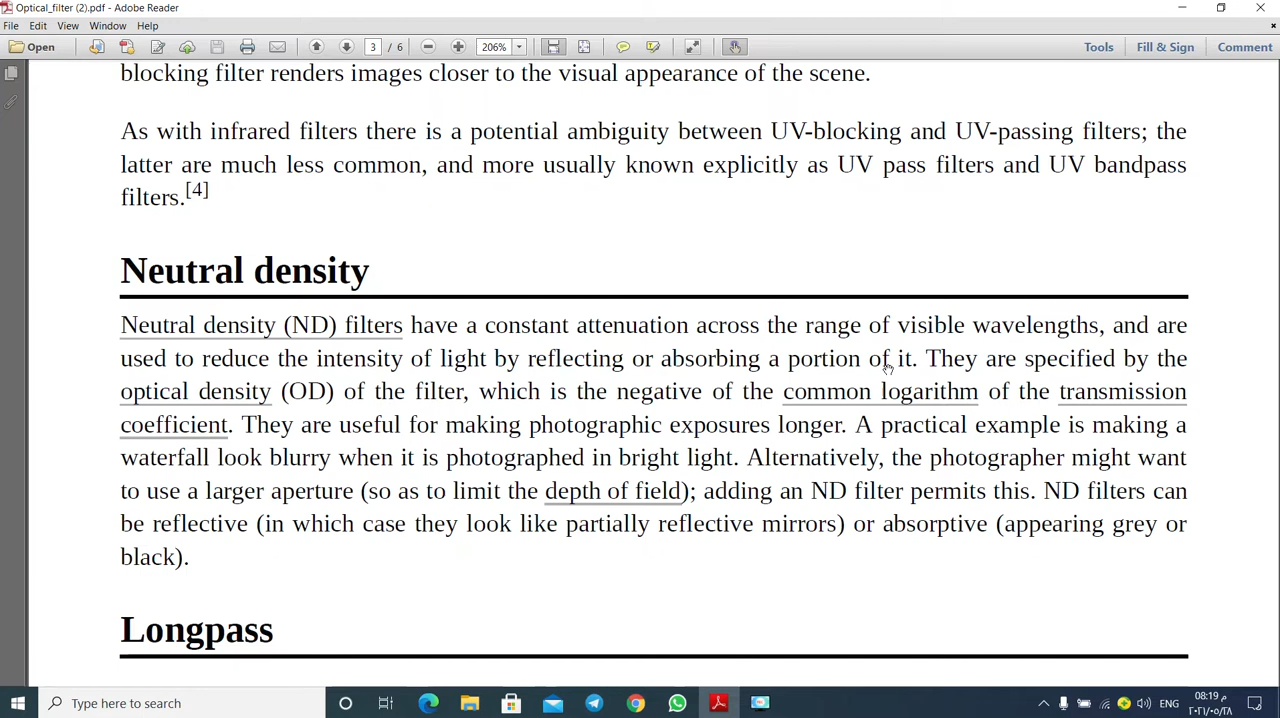 Optical_filter (2).pdf - Adobe Reader
File Edit View Window Help
Open 3 / 6 206% Tools Fill & Sign Comment
blocking filter renders images closer to the visual appearance of the scene.
As with infrared filters there is a potential ambiguity between UV-blocking and UV-passing filters; the
latter are much less common, and more usually known explicitly as UV pass filters and UV bandpass
filters.[4]
Neutral density
Neutral density (ND) filters have a constant attenuation across the range of visible wavelengths, and are
used to reduce the intensity of light by reflecting or absorbing a portion of it. They are specified by the
optical density (OD) of the filter, which is the negative of the common logarithm of the transmission
coefficient. They are useful for making photographic exposures longer. A practical example is making a
waterfall look blurry when it is photographed in bright light. Alternatively, the photographer might want
to use a larger aperture (so as to limit the depth of field); adding an ND filter permits this. ND filters can
be reflective (in which case they look like partially reflective mirrors) or absorptive (appearing grey or
black).
Longpass
Type here to search
ENG
08:19 م
٢٠٢١/٠٥/٢٨